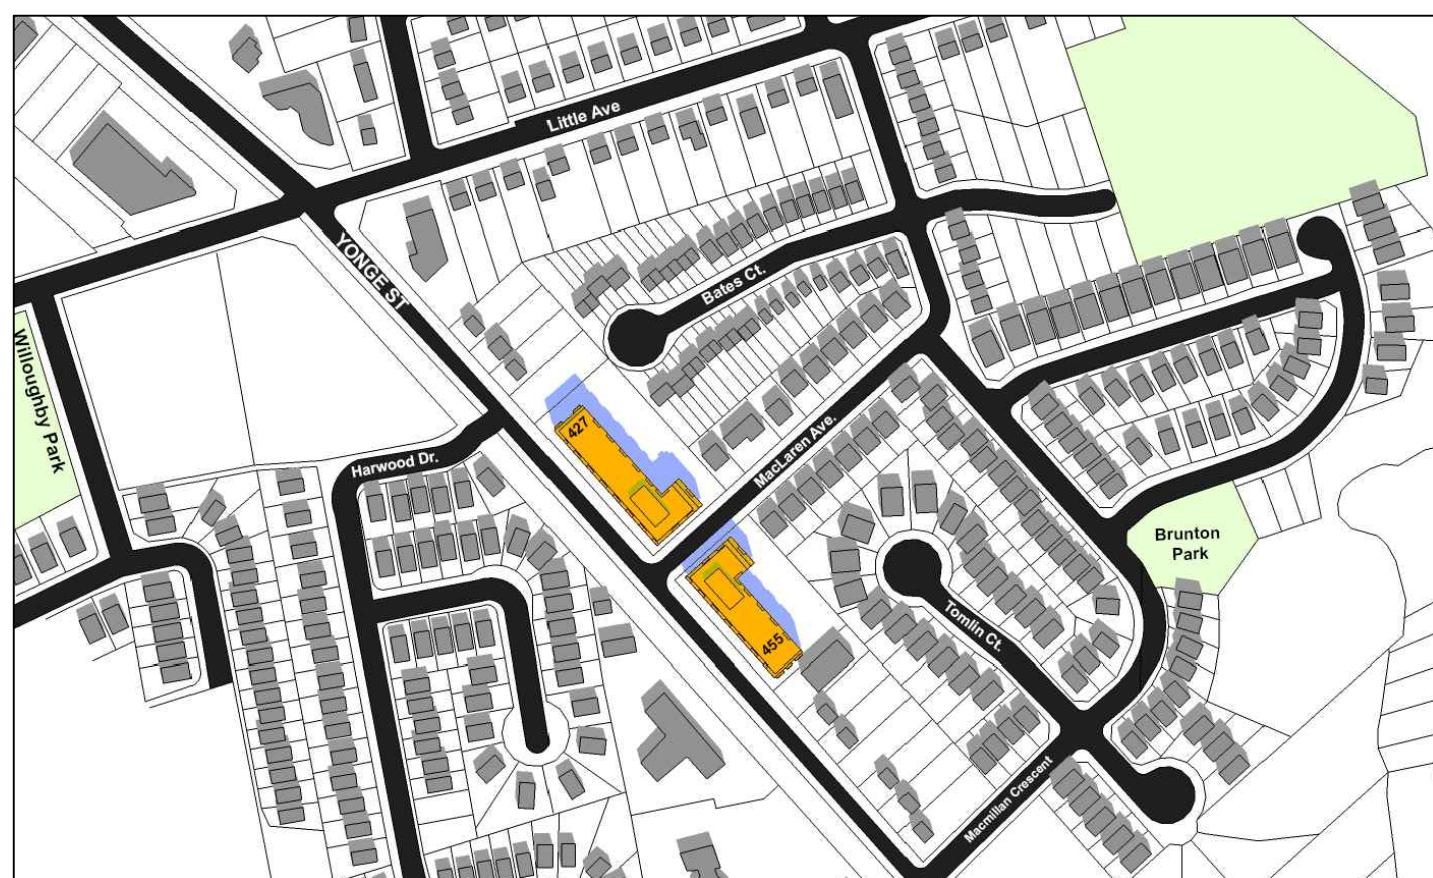 Little Ave
YONGE ST
Bates Ct.
Willoughby Park
427
MacLaren Ave.
Harwood Dr.
Brunton
Park
455
Tomlin Ct.
Macmillan Crescent